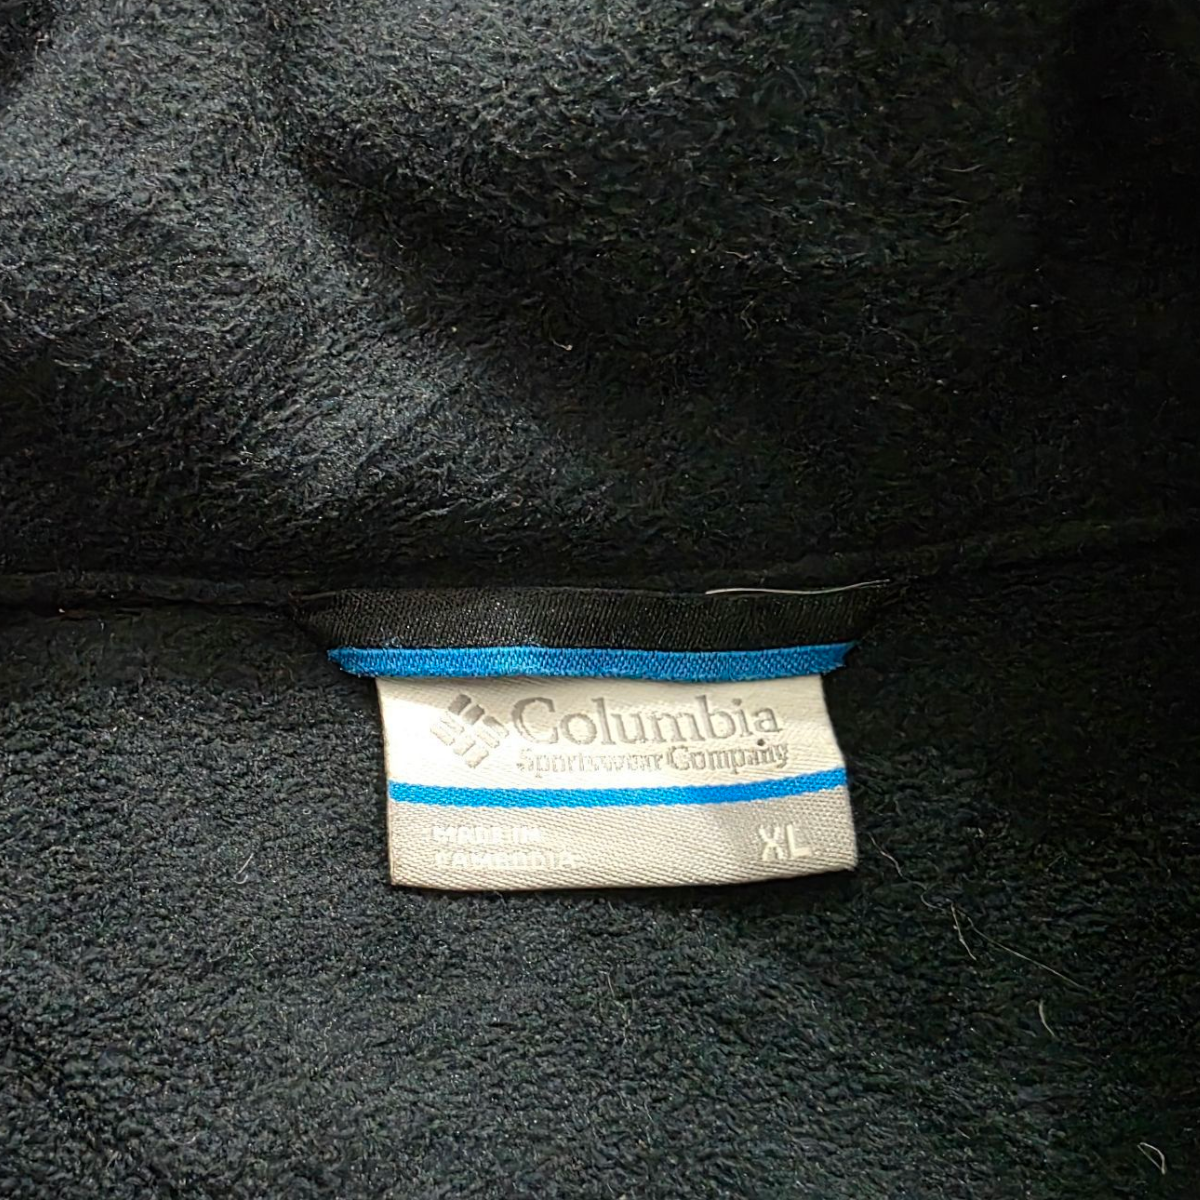 Columbia
Sportswear Company
MADE IN
CAMBODIA
XL